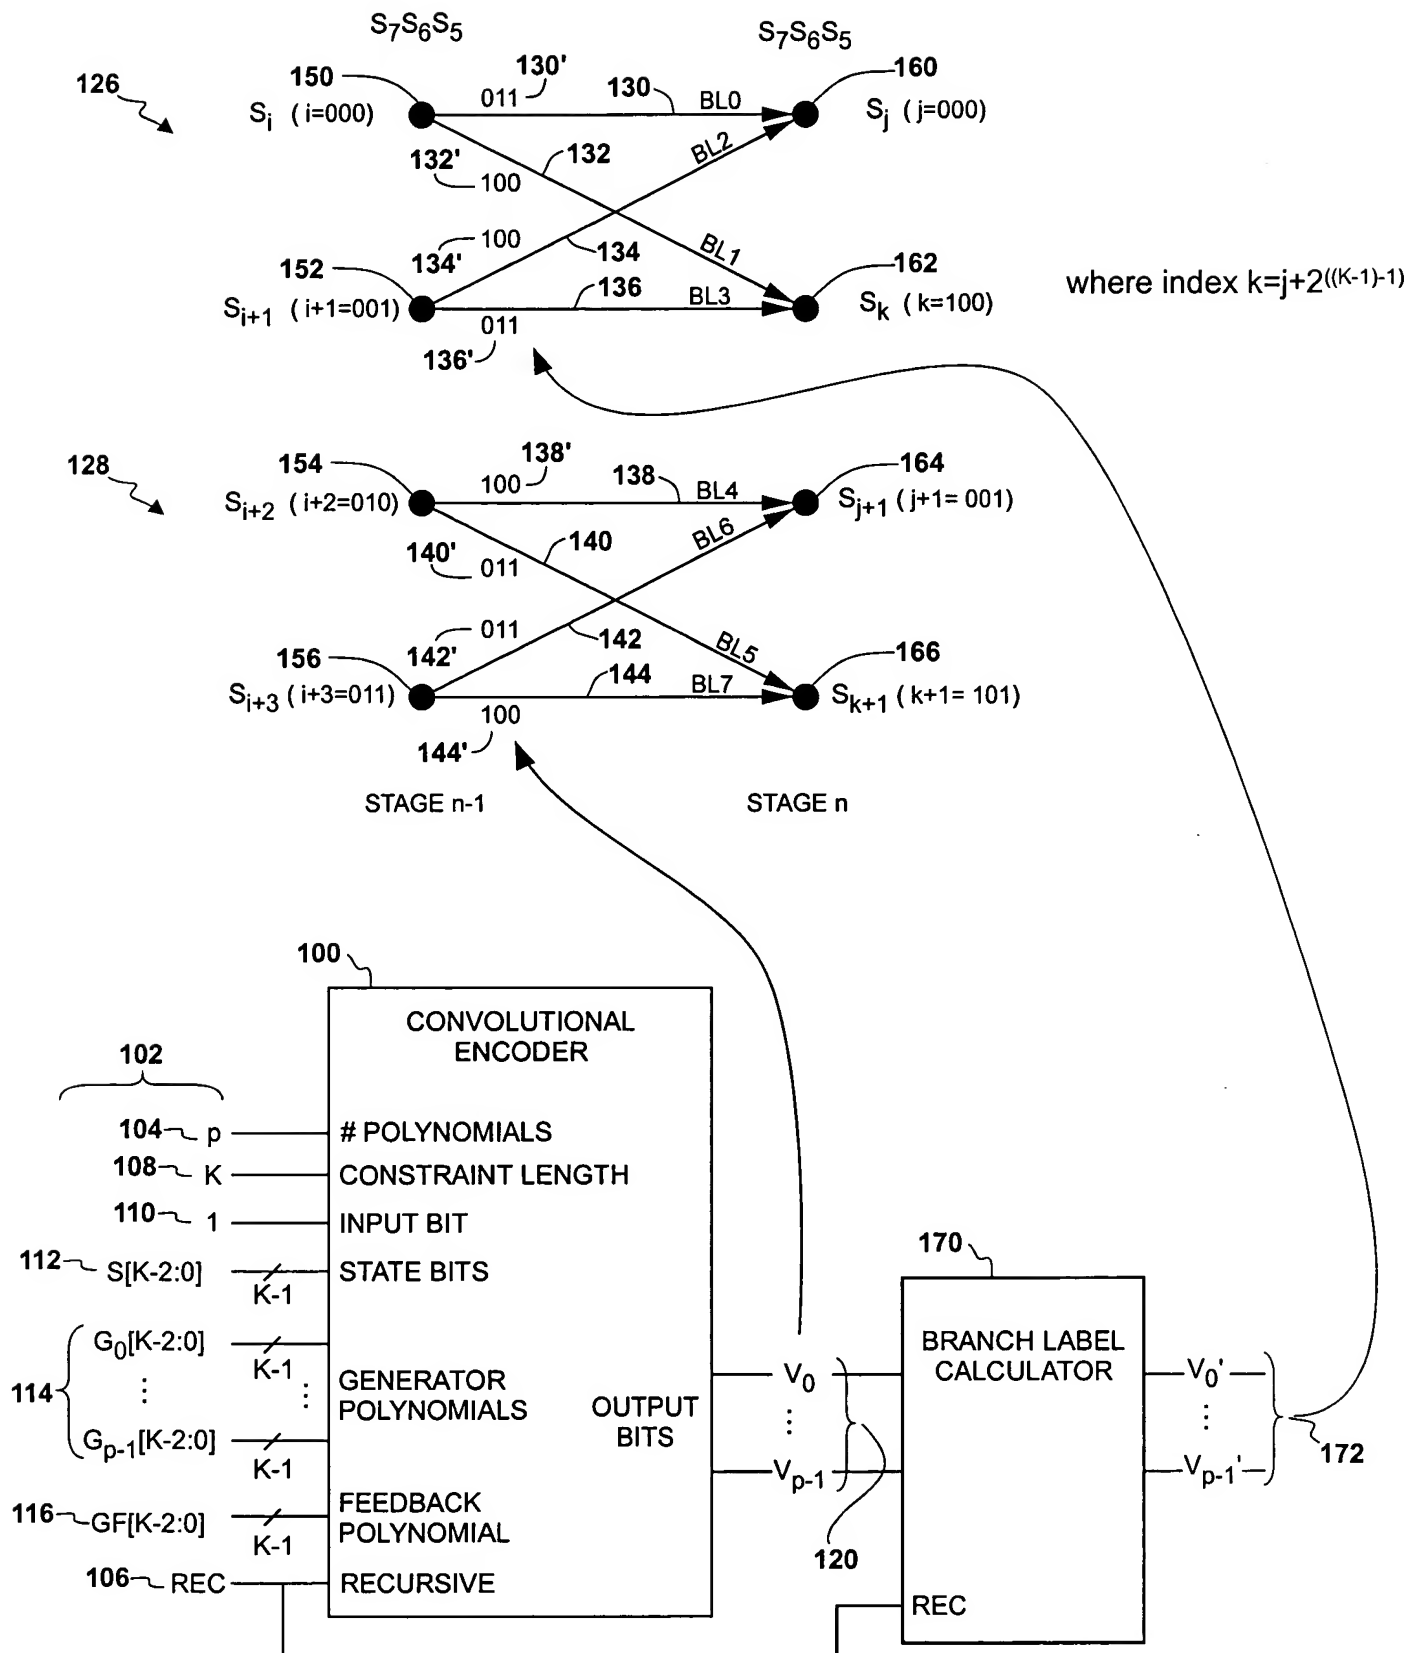 S7S6S5 S7S6S5
126 150 130' 130 160
Si ( i=000) 011 BL0 Sj ( j=000)
132' 132 BL2
100
100
134' 134 BL1
152 136 162
Si+1 ( i+1=001) BL3 Sk ( k=100)
where index k=j+2((K-1)-1)
011
136'
128 154 138' 138 164
Si+2 ( i+2=010) 100 BL4 Sj+1 ( j+1= 001)
140' 140 BL6
011
011
142' 142 BL5
156 144 166
Si+3 ( i+3=011) BL7 Sk+1 ( k+1= 101)
100
144'
STAGE n-1 STAGE n
100
CONVOLUTIONAL
ENCODER
102
104 p # POLYNOMIALS
108 K CONSTRAINT LENGTH
110 1 INPUT BIT
112 S[K-2:0] STATE BITS
K-1
170
114
G0[K-2:0]
K-1
⋮ ⋮
GENERATOR
POLYNOMIALS
Gp-1[K-2:0]
K-1
OUTPUT
BITS
V0
⋮
Vp-1
120
BRANCH LABEL
CALCULATOR
V0'
⋮
Vp-1'
172
116 GF[K-2:0]
K-1
FEEDBACK
POLYNOMIAL
106 REC RECURSIVE
REC